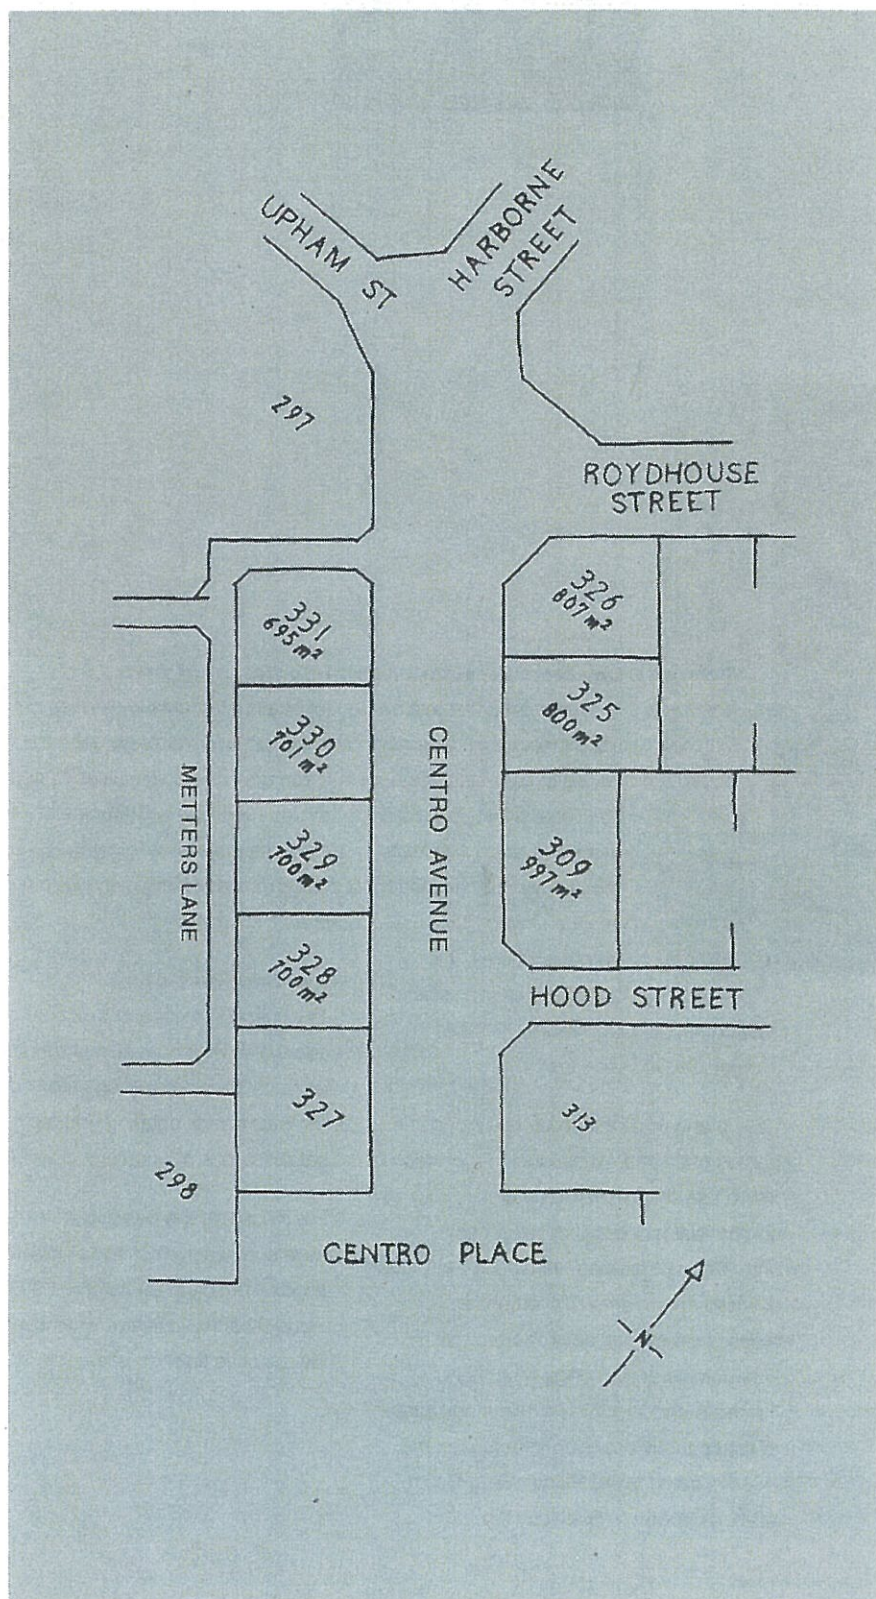 UPHAM ST
HARBORNE
STREET
297
ROYDHOUSE
STREET
331
695m²
326
807m²
330
701m²
325
800m²
METTERS LANE
CENTRO AVENUE
329
700m²
309
997m²
328
700m²
HOOD STREET
327
313
298
CENTRO PLACE
N